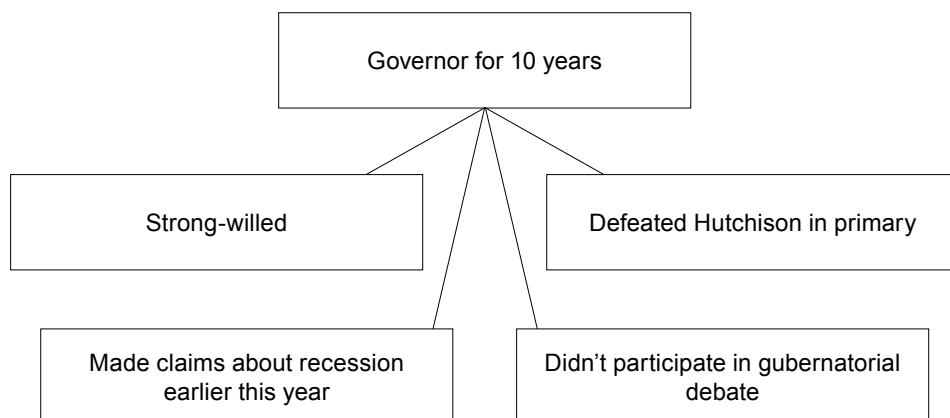 Governor for 10 years
Strong-willed
Defeated Hutchison in primary
Made claims about recession
earlier this year
Didn’t participate in gubernatorial
debate